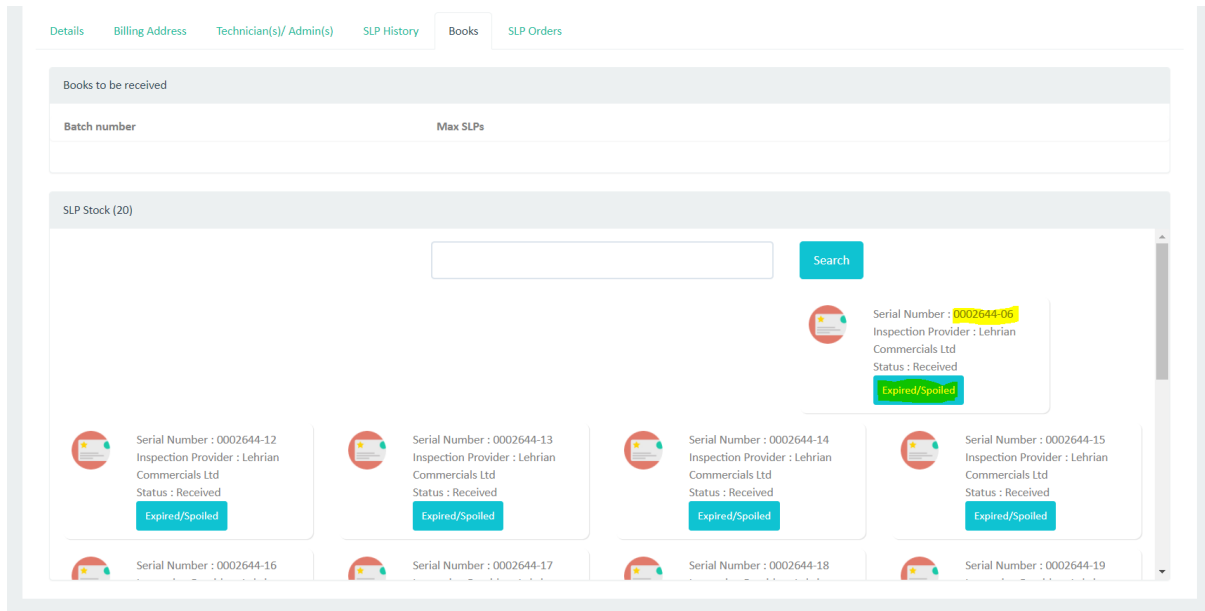 Details Billing Address Technician(s)/ Admin(s) SLP History Books SLP Orders
Books to be received
Batch number Max SLPs
SLP Stock (20)
Search
Serial Number : 0002644-06
Inspection Provider : Lehrian
Commercials Ltd
Status : Received
Expired/Spoiled
Serial Number : 0002644-12
Inspection Provider : Lehrian
Commercials Ltd
Status : Received
Expired/Spoiled
Serial Number : 0002644-13
Inspection Provider : Lehrian
Commercials Ltd
Status : Received
Expired/Spoiled
Serial Number : 0002644-14
Inspection Provider : Lehrian
Commercials Ltd
Status : Received
Expired/Spoiled
Serial Number : 0002644-15
Inspection Provider : Lehrian
Commercials Ltd
Status : Received
Expired/Spoiled
Serial Number : 0002644-16
Serial Number : 0002644-17
Serial Number : 0002644-18
Serial Number : 0002644-19